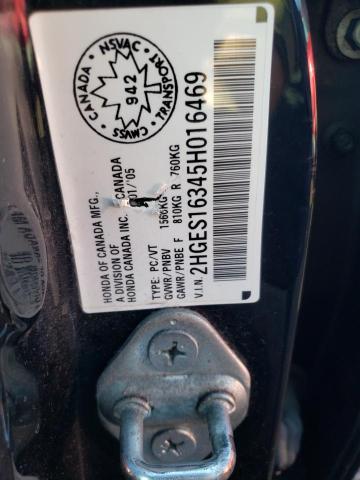 HONDA OF CANADA MFG.,
A DIVISION OF CANADA
HONDA CANADA INC. 01/'05
TYPE: PC/VT
GVWR/PNBV 1560KG
GAWR/PNBE F 810KG R 760KG
V.I.N. 2HGES16345H016469
CANADA
NSVAC
TRANSPORT
CMVSS
942